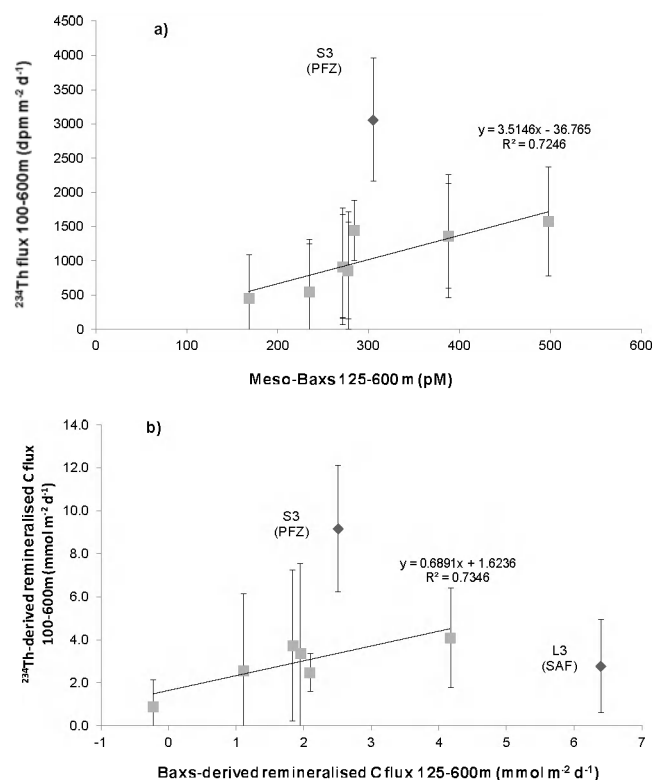 a)
4500
4000
3500
3000
2500
2000
1500
1000
500
0
²³⁴Th flux 100-600m (dpm m⁻² d⁻¹)
S3
(PFZ)
y = 3.5146x - 36.765
R² = 0.7246
0 100 200 300 400 500 600
Meso-Baxs 125-600m (pM)
b)
14.0
12.0
10.0
8.0
6.0
4.0
2.0
0.0
²³⁴Th-derived remineralised C flux
100-600m (mmol m⁻² d⁻¹)
S3
(PFZ)
y = 0.6891x + 1.6236
R² = 0.7346
L3
(SAF)
-1 0 1 2 3 4 5 6 7
Baxs-derived remineralised C flux 125-600m (mmol m⁻² d⁻¹)